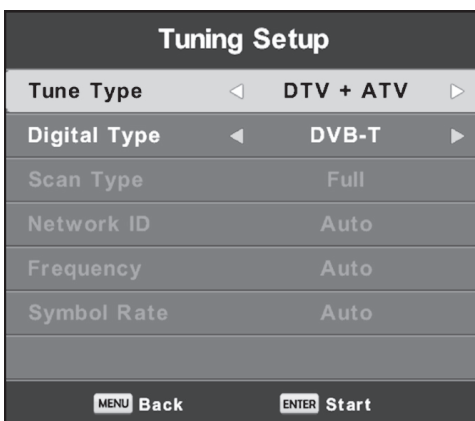 Tuning Setup
Tune Type DTV + ATV
Digital Type DVB-T
Scan Type Full
Network ID Auto
Frequency Auto
Symbol Rate Auto
MENU Back ENTER Start